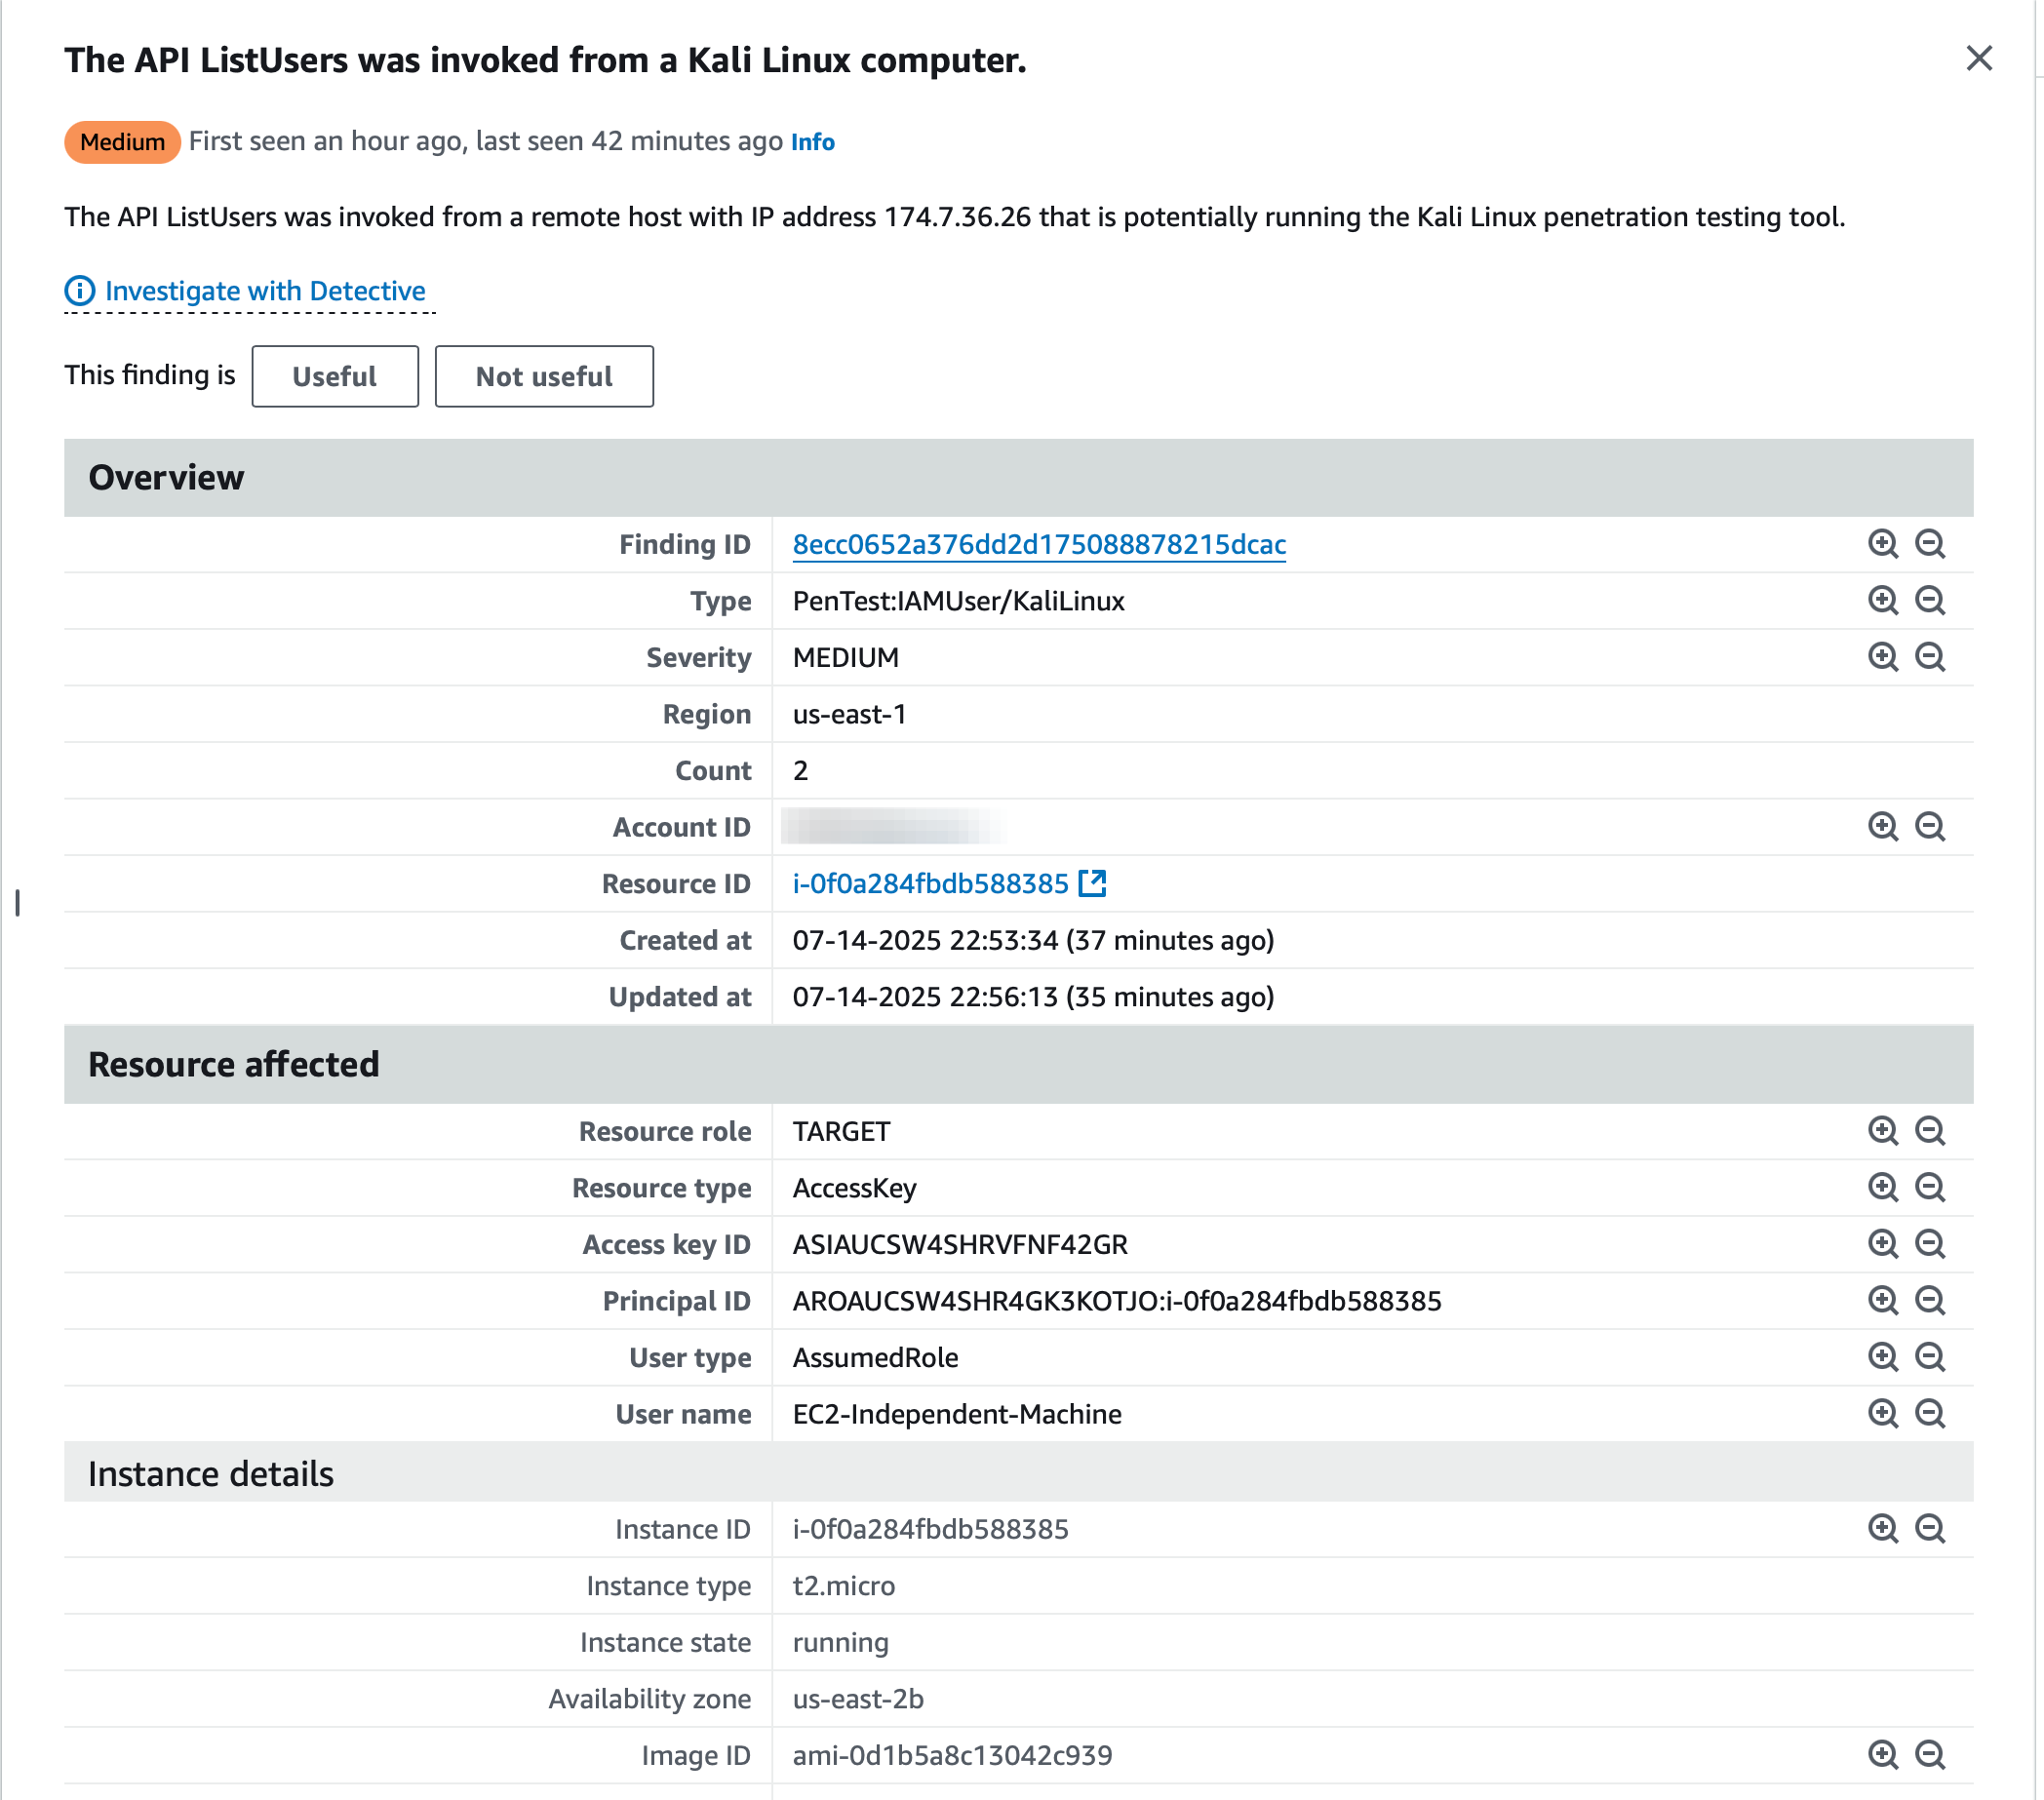 The API ListUsers was invoked from a Kali Linux computer.
Medium First seen an hour ago, last seen 42 minutes ago Info
The API ListUsers was invoked from a remote host with IP address 174.7.36.26 that is potentially running the Kali Linux penetration testing tool.
Investigate with Detective
This finding is Useful Not useful
Overview
Finding ID 8ecc0652a376dd2d175088878215dcac
Type PenTest:IAMUser/KaliLinux
Severity MEDIUM
Region us-east-1
Count 2
Account ID
Resource ID i-0f0a284fbdb588385
Created at 07-14-2025 22:53:34 (37 minutes ago)
Updated at 07-14-2025 22:56:13 (35 minutes ago)
Resource affected
Resource role TARGET
Resource type AccessKey
Access key ID ASIAUCSW4SHRVFNF42GR
Principal ID AROAUCSW4SHR4GK3KOTJO:i-0f0a284fbdb588385
User type AssumedRole
User name EC2-Independent-Machine
Instance details
Instance ID i-0f0a284fbdb588385
Instance type t2.micro
Instance state running
Availability zone us-east-2b
Image ID ami-0d1b5a8c13042c939